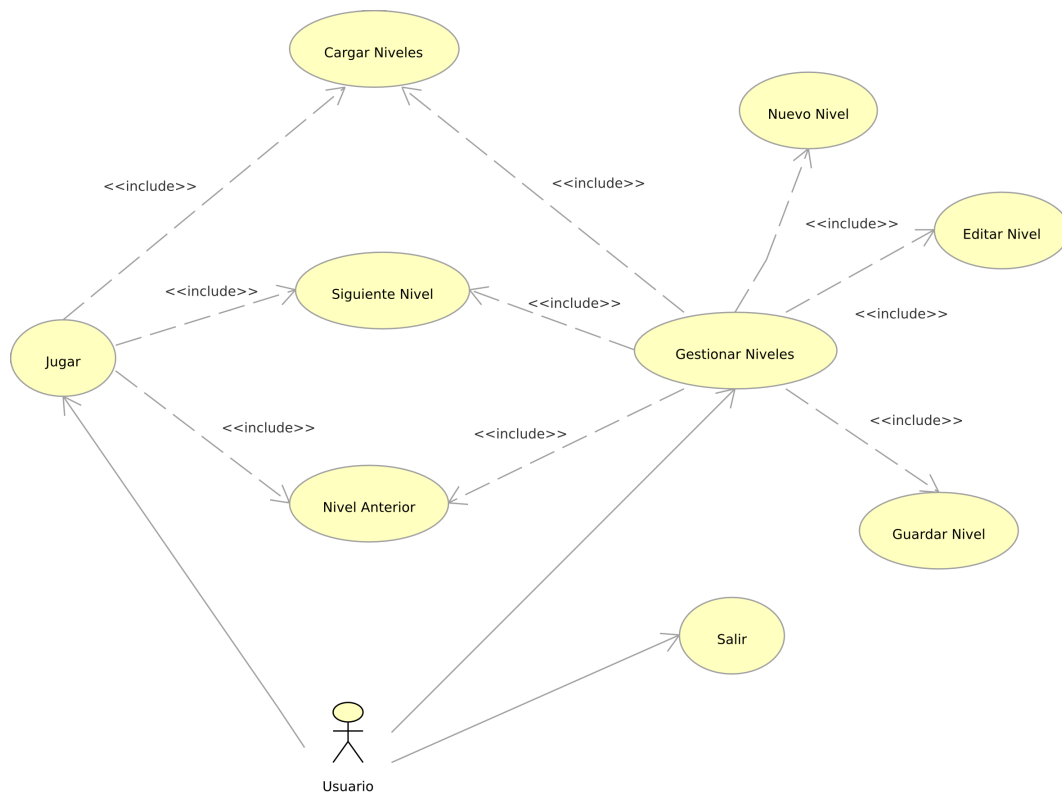 Cargar Niveles
Nuevo Nivel
<<include>>
<<include>>
<<include>>
Editar Nivel
<<include>>
Siguiente Nivel
<<include>>
<<include>>
Jugar
Gestionar Niveles
<<include>>
<<include>>
<<include>>
Nivel Anterior
Guardar Nivel
Salir
Usuario